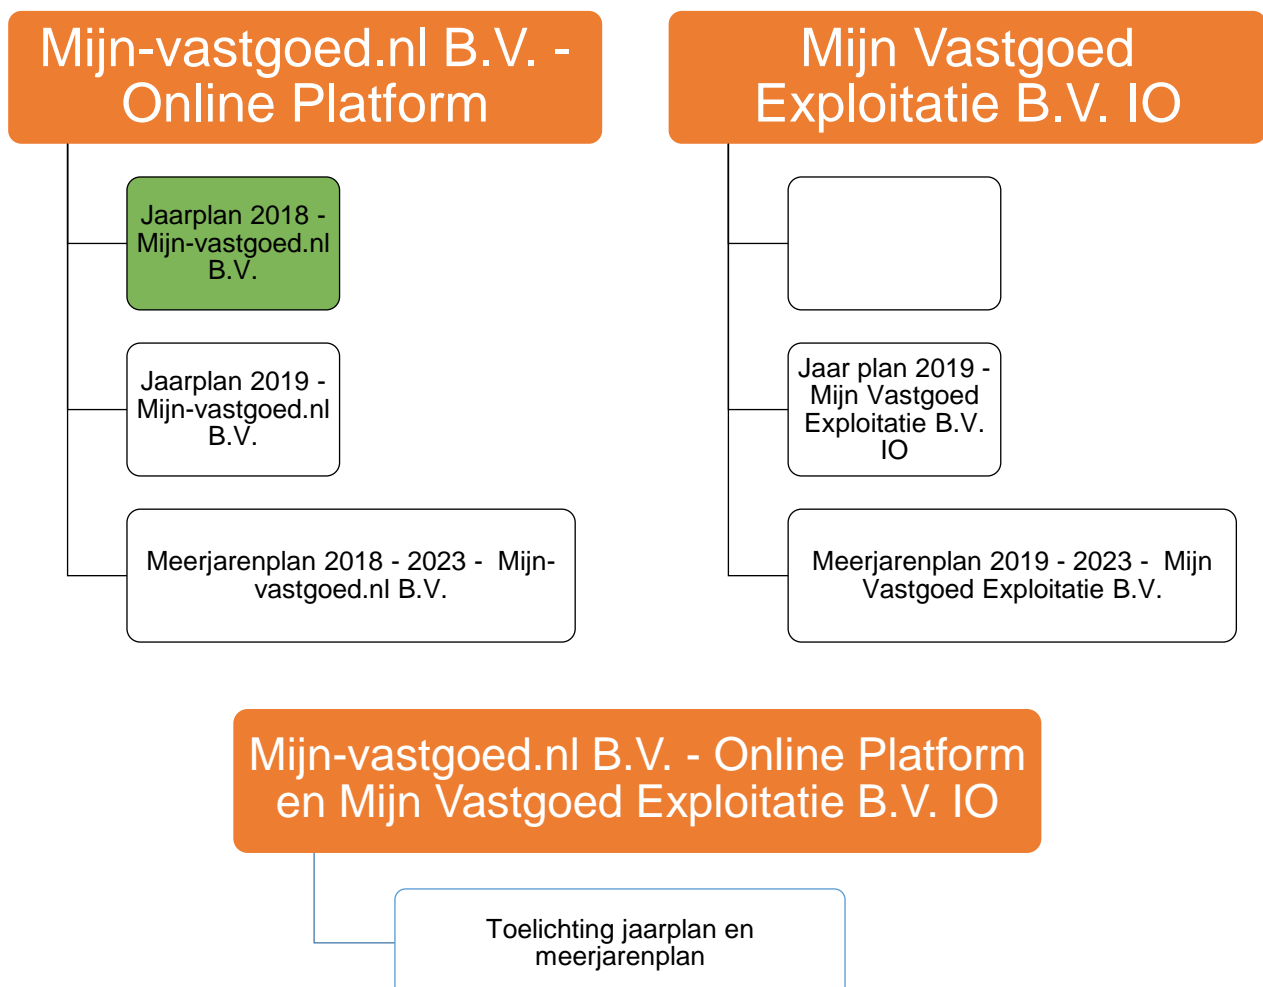 Mijn-vastgoed.nl B.V. -
Online Platform
Jaarplan 2018 -
Mijn-vastgoed.nl
B.V.
Jaarplan 2019 -
Mijn-vastgoed.nl
B.V.
Meerjarenplan 2018 - 2023 - Mijn-
vastgoed.nl B.V.
Mijn Vastgoed
Exploitatie B.V. IO
Jaar plan 2019 -
Mijn Vastgoed
Exploitatie B.V.
IO
Meerjarenplan 2019 - 2023 - Mijn
Vastgoed Exploitatie B.V.
Mijn-vastgoed.nl B.V. - Online Platform
en Mijn Vastgoed Exploitatie B.V. IO
Toelichting jaarplan en
meerjarenplan